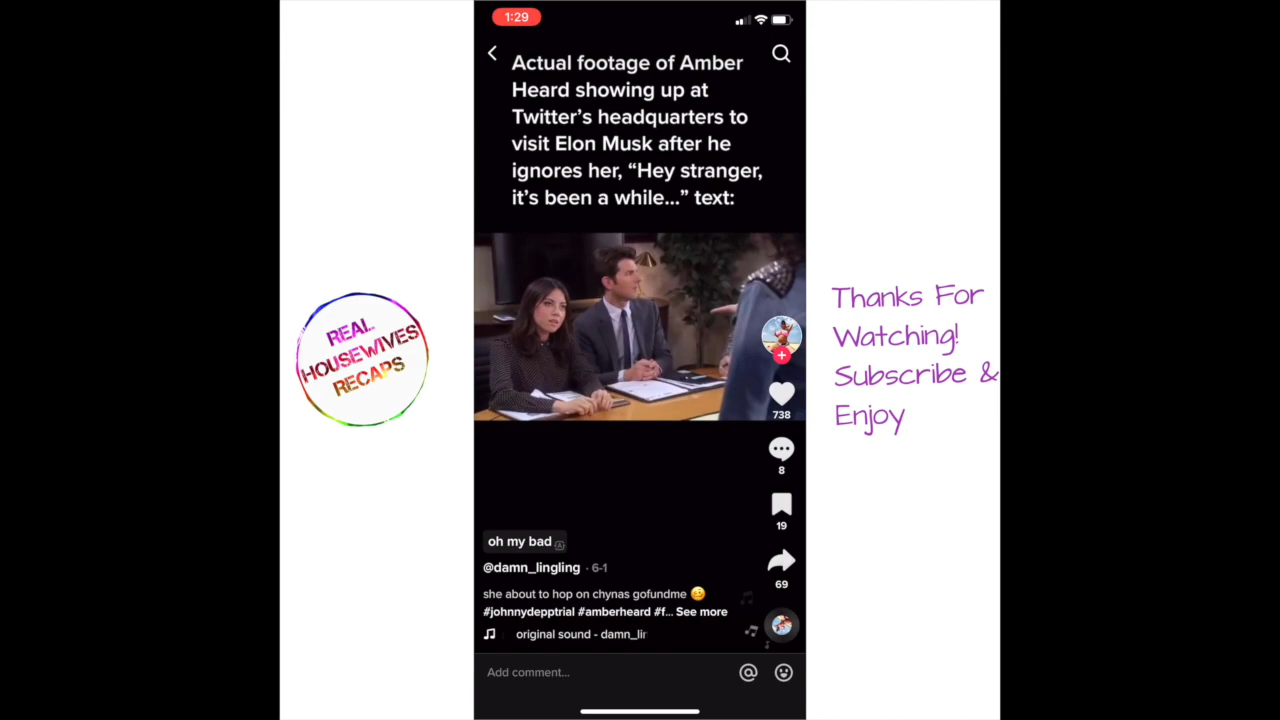 1:29
Actual footage of Amber
Heard showing up at
Twitter's headquarters to
visit Elon Musk after he
ignores her, “Hey stranger,
it's been a while...” text:
REAL
HOUSEWIVES
RECAPS
Thanks For
Watching!
Subscribe &
Enjoy
738
8
19
69
oh my bad
@damn_lingling · 6-1
she about to hop on chynas gofundme 🥴
#johnnydepptrial #amberheard #f... See more
original sound - damn_lin
Add comment...